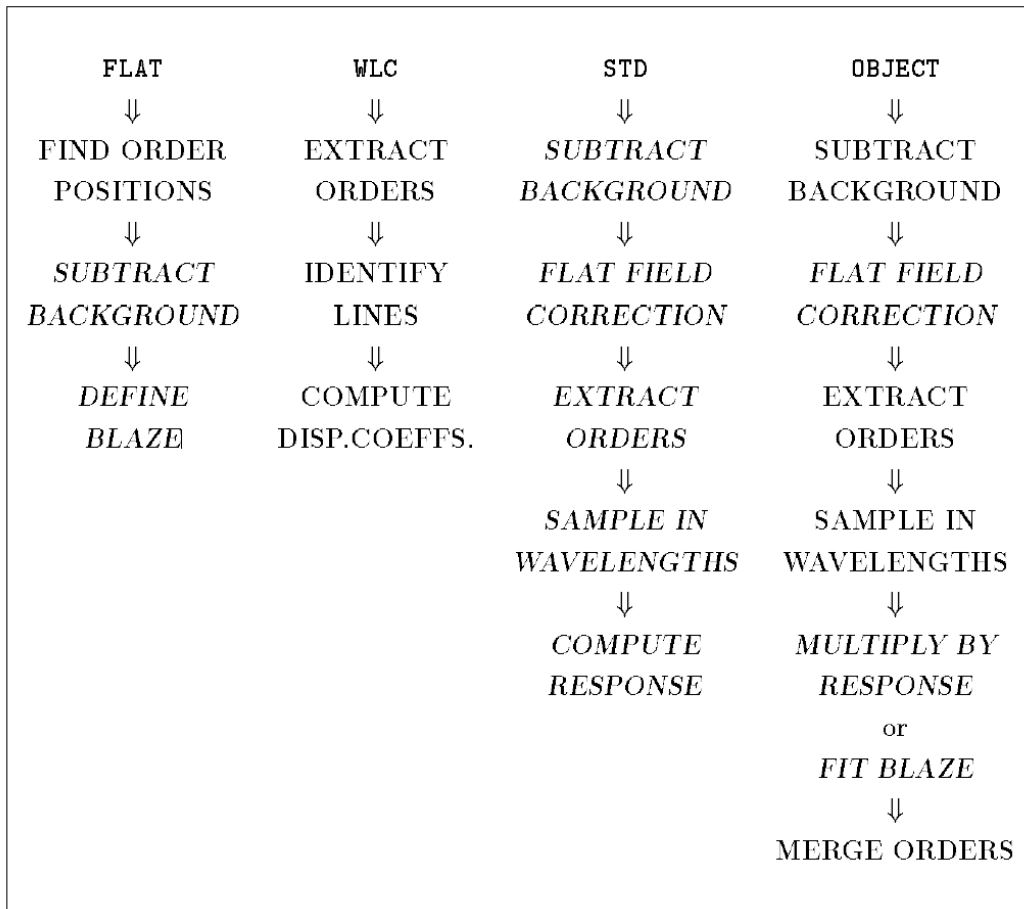 FLAT
⇓
FIND ORDER
POSITIONS
⇓
SUBTRACT
BACKGROUND
⇓
DEFINE
BLAZE
WLC
⇓
EXTRACT
ORDERS
⇓
IDENTIFY
LINES
⇓
COMPUTE
DISP.COEFFS.
STD
⇓
SUBTRACT
BACKGROUND
⇓
FLAT FIELD
CORRECTION
⇓
EXTRACT
ORDERS
⇓
SAMPLE IN
WAVELENGTHS
⇓
COMPUTE
RESPONSE
OBJECT
⇓
SUBTRACT
BACKGROUND
⇓
FLAT FIELD
CORRECTION
⇓
EXTRACT
ORDERS
⇓
SAMPLE IN
WAVELENGTHS
⇓
MULTIPLY BY
RESPONSE
or
FIT BLAZE
⇓
MERGE ORDERS